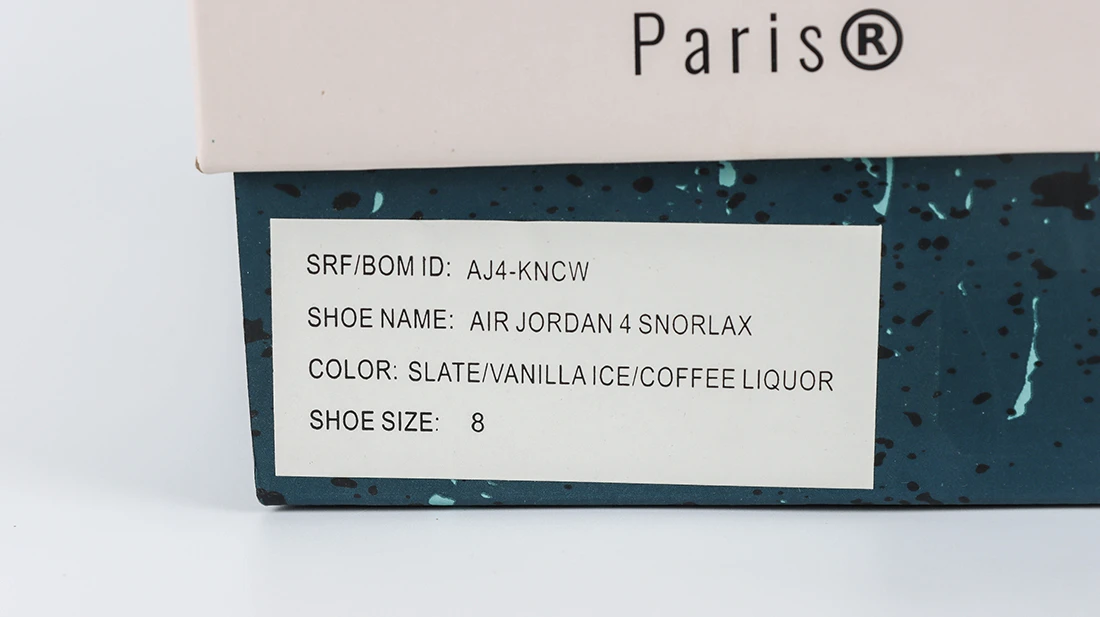 Paris®
SRF/BOM ID: AJ4-KNCW
SHOE NAME: AIR JORDAN 4 SNORLAX
COLOR: SLATE/VANILLA ICE/COFFEE LIQUOR
SHOE SIZE: 8